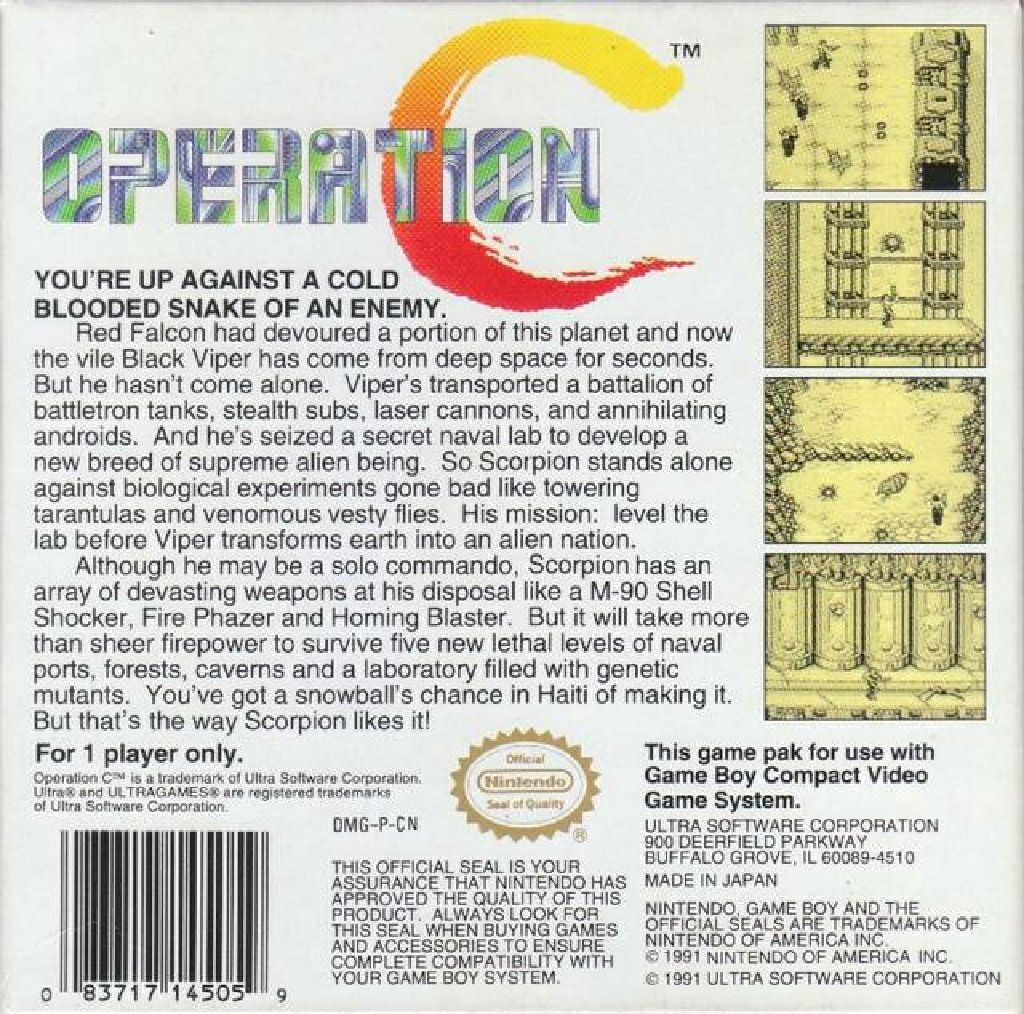 OPERATION C™
YOU'RE UP AGAINST A COLD
BLOODED SNAKE OF AN ENEMY.
Red Falcon had devoured a portion of this planet and now
the vile Black Viper has come from deep space for seconds.
But he hasn't come alone. Viper's transported a battalion of
battletron tanks, stealth subs, laser cannons, and annihilating
androids. And he's seized a secret naval lab to develop a
new breed of supreme alien being. So Scorpion stands alone
against biological experiments gone bad like towering
tarantulas and venomous vesty flies. His mission: level the
lab before Viper transforms earth into an alien nation.
Although he may be a solo commando, Scorpion has an
array of devasting weapons at his disposal like a M-90 Shell
Shocker, Fire Phazer and Homing Blaster. But it will take more
than sheer firepower to survive five new lethal levels of naval
ports, forests, caverns and a laboratory filled with genetic
mutants. You've got a snowball's chance in Haiti of making it.
But that's the way Scorpion likes it!
For 1 player only.
Operation C™ is a trademark of Ultra Software Corporation.
Ultra® and ULTRAGAMES® are registered trademarks
of Ultra Software Corporation.
0 83717 14505 9
DMG-P-CN
Official
Nintendo
Seal of Quality
®
THIS OFFICIAL SEAL IS YOUR
ASSURANCE THAT NINTENDO HAS
APPROVED THE QUALITY OF THIS
PRODUCT. ALWAYS LOOK FOR
THIS SEAL WHEN BUYING GAMES
AND ACCESSORIES TO ENSURE
COMPLETE COMPATIBILITY WITH
YOUR GAME BOY SYSTEM.
This game pak for use with
Game Boy Compact Video
Game System.
ULTRA SOFTWARE CORPORATION
900 DEERFIELD PARKWAY
BUFFALO GROVE, IL 60089-4510
MADE IN JAPAN
NINTENDO, GAME BOY AND THE
OFFICIAL SEALS ARE TRADEMARKS OF
NINTENDO OF AMERICA INC.
© 1991 NINTENDO OF AMERICA INC.
© 1991 ULTRA SOFTWARE CORPORATION